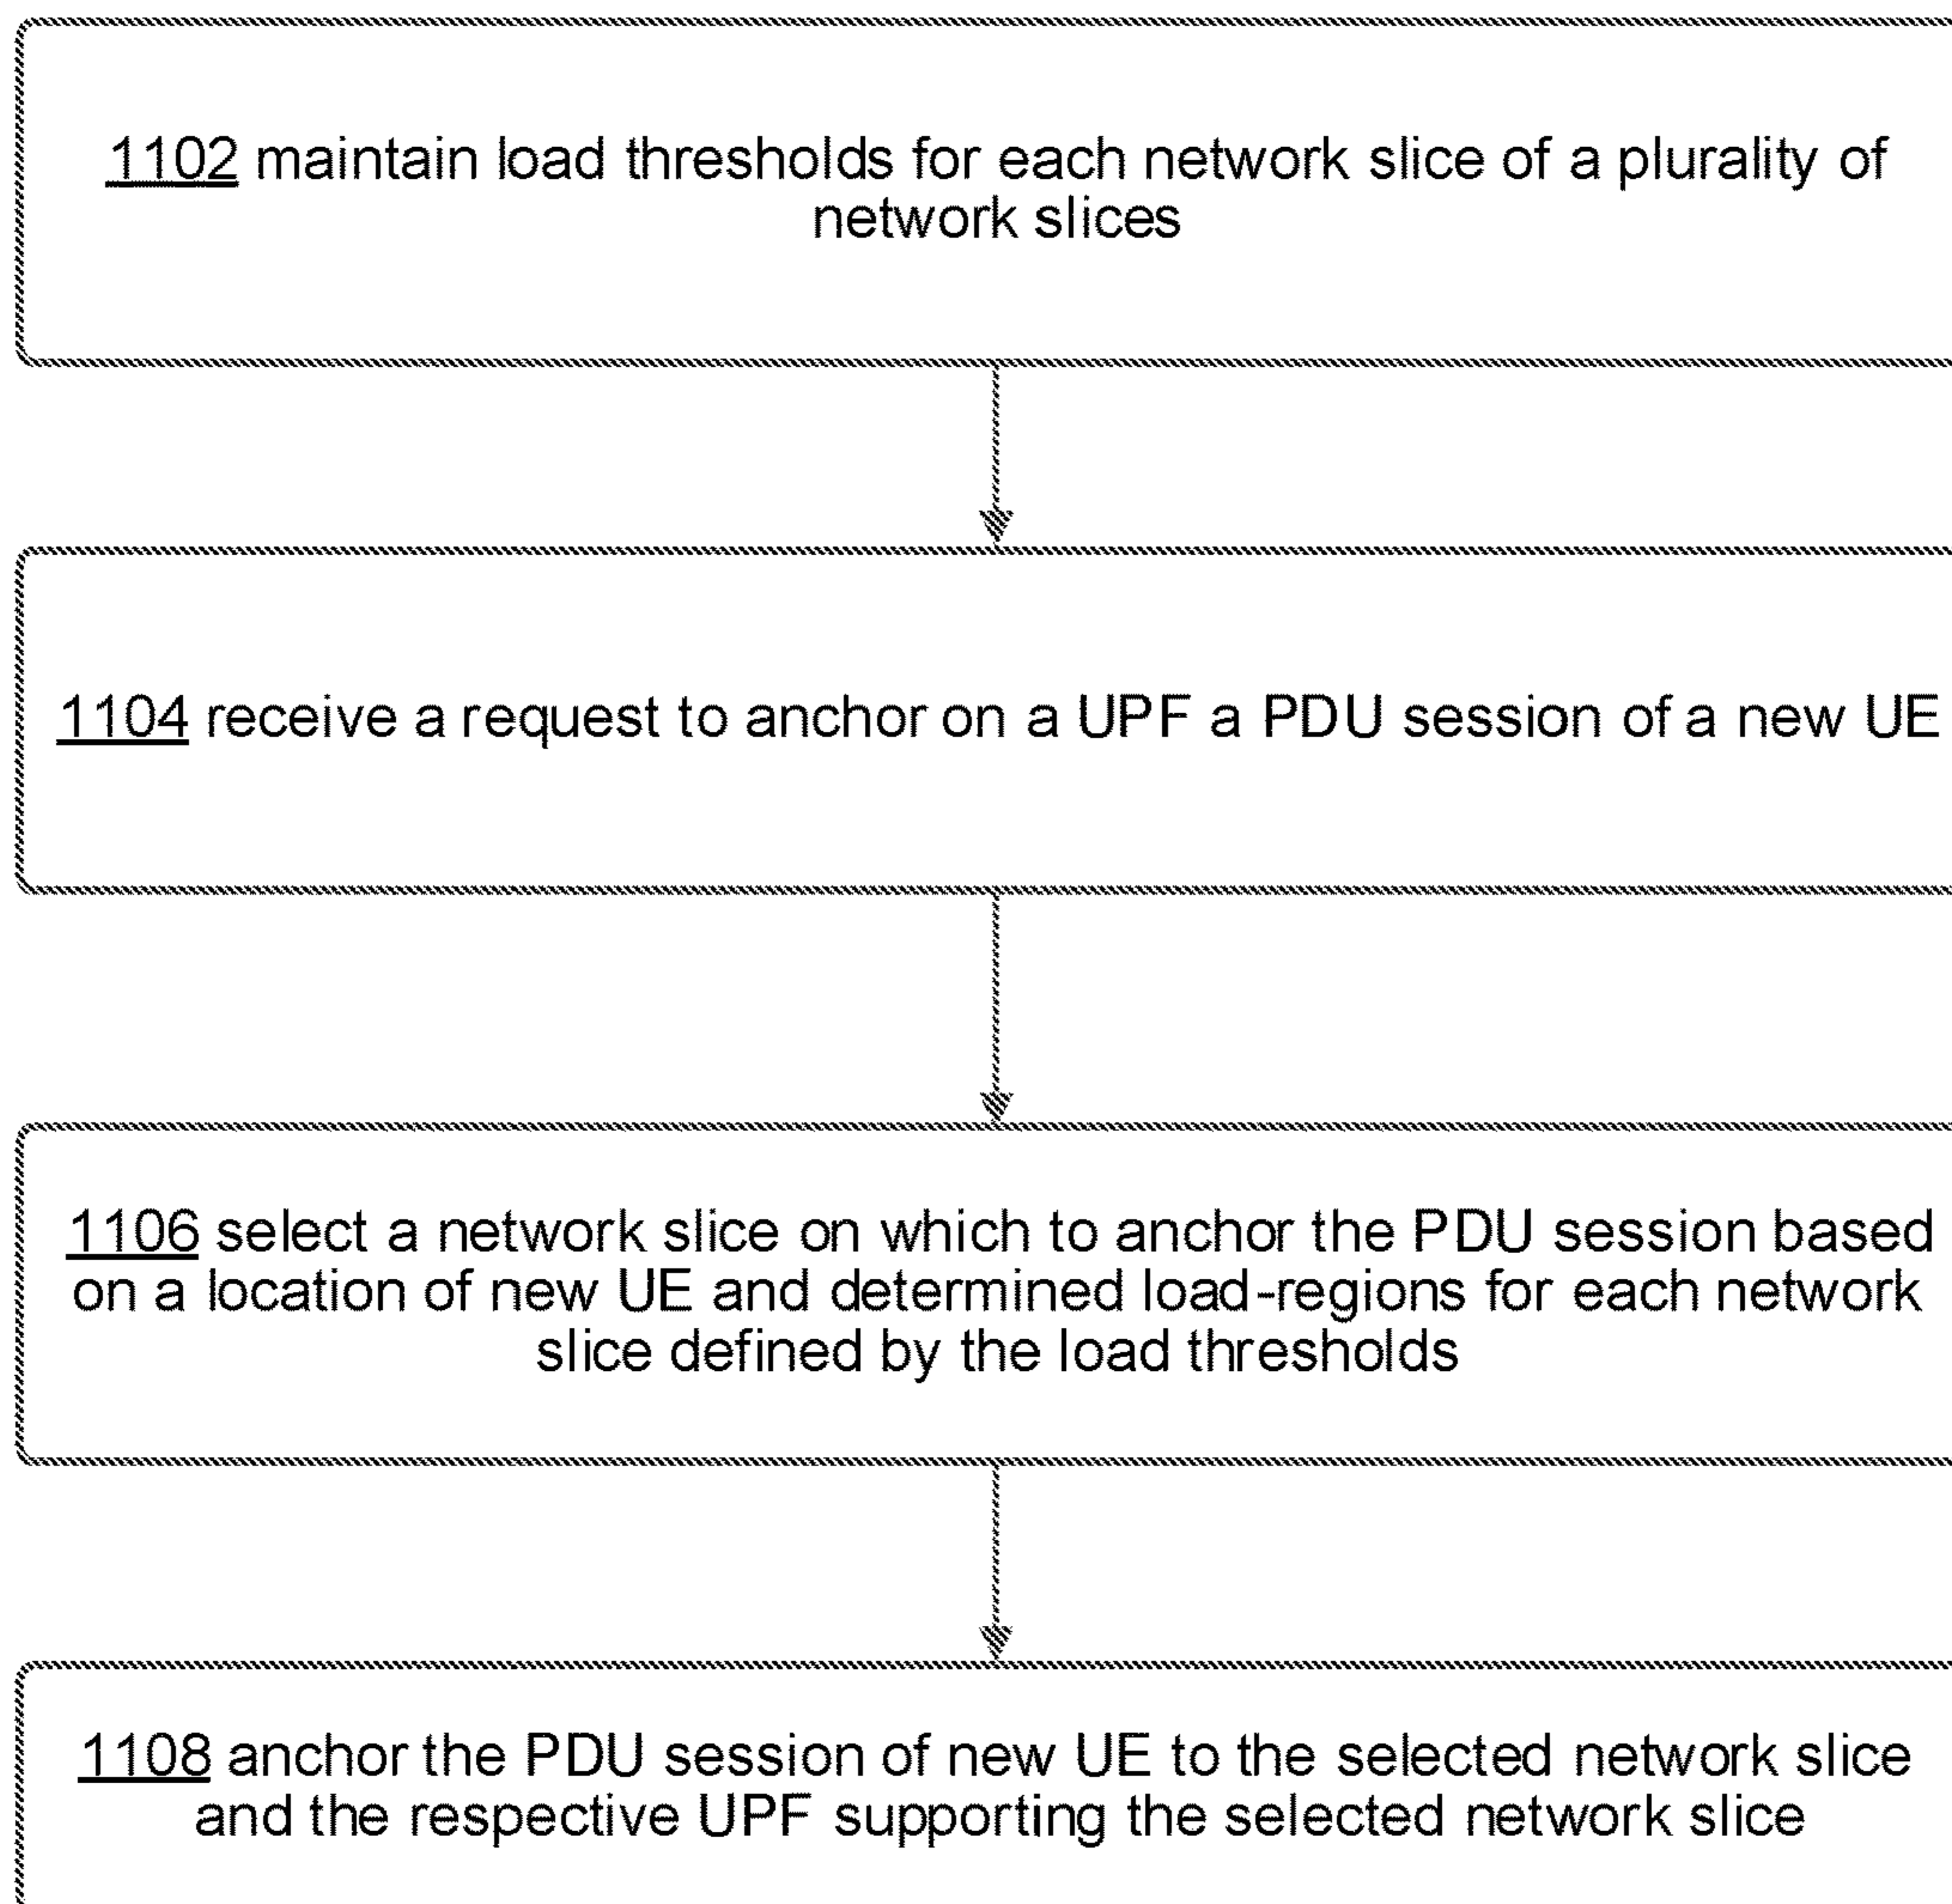 1102 maintain load thresholds for each network slice of a plurality of
network slices
1104 receive a request to anchor on a UPF a PDU session of a new UE
1106 select a network slice on which to anchor the PDU session based
on a location of new UE and determined load-regions for each network
slice defined by the load thresholds
1108 anchor the PDU session of new UE to the selected network slice
and the respective UPF supporting the selected network slice